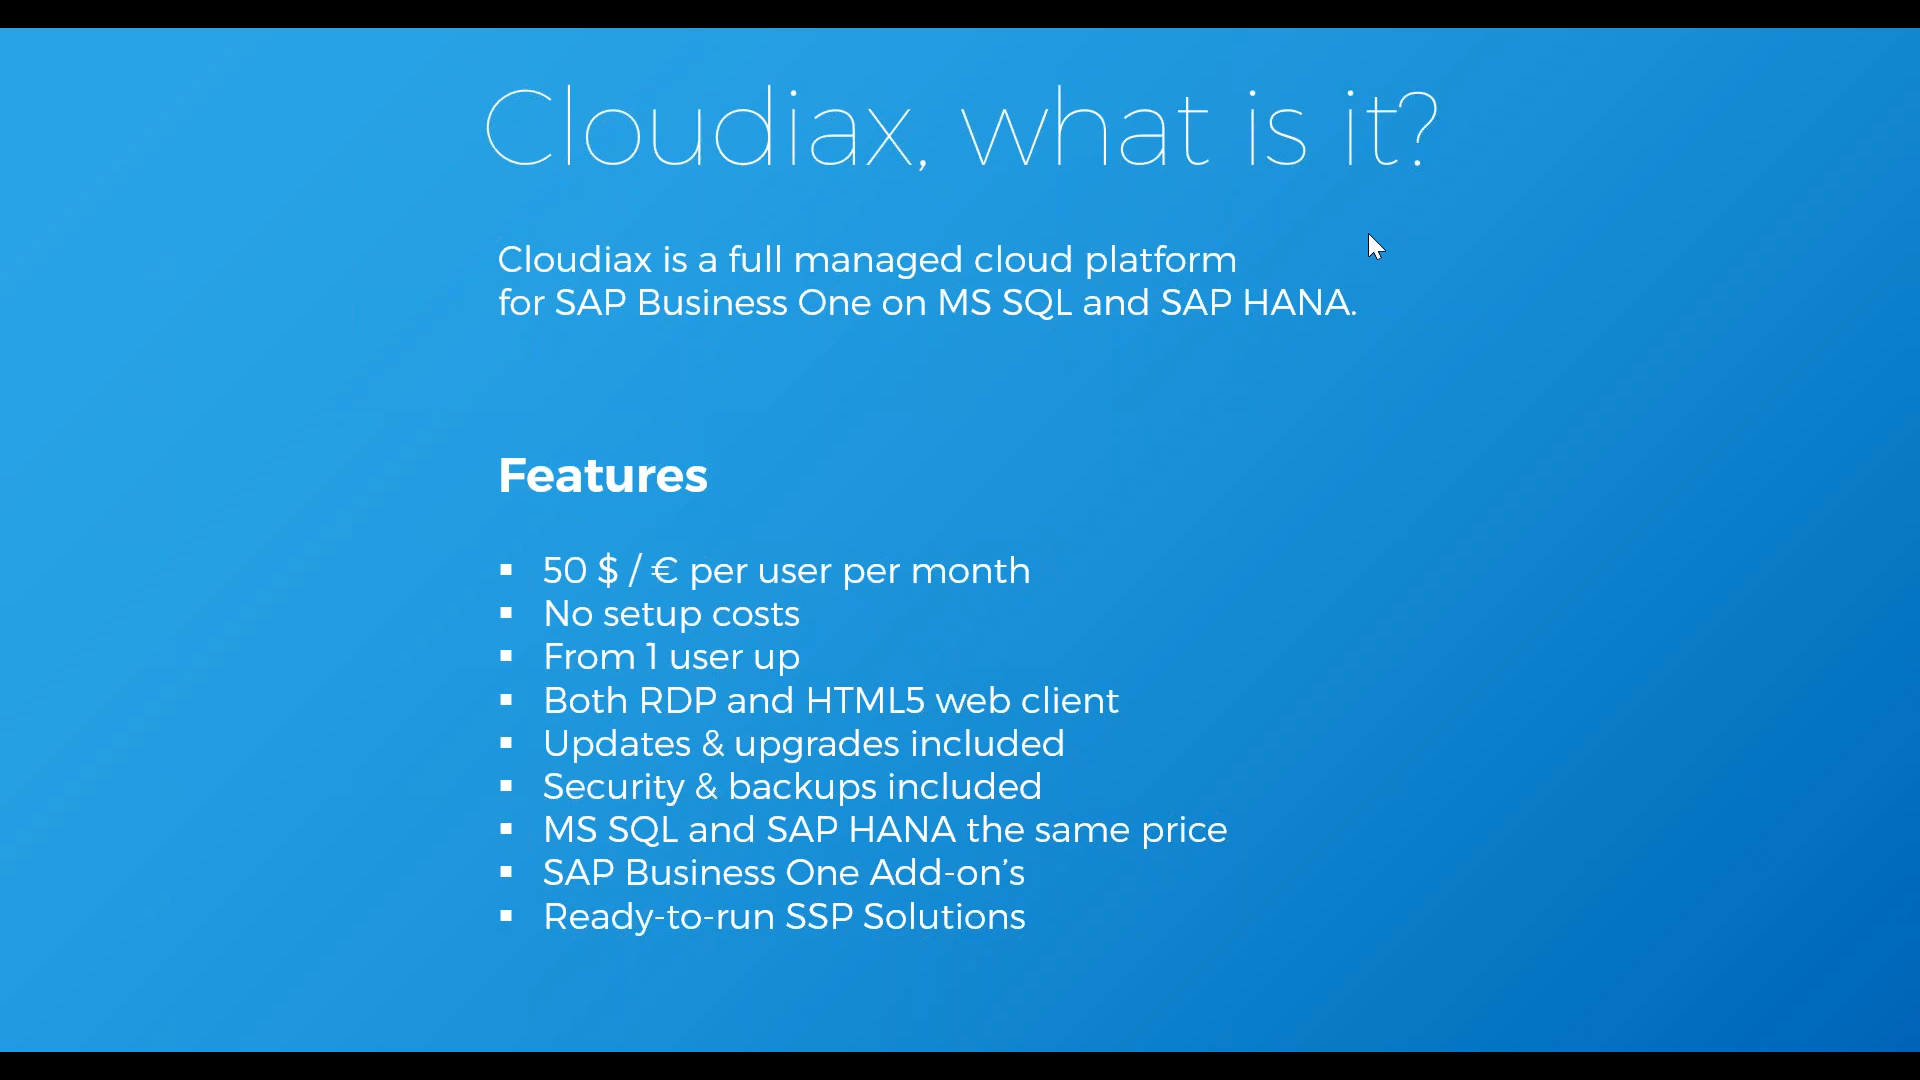 Cloudiax, what is it?
Cloudiax is a full managed cloud platform
for SAP Business One on MS SQL and SAP HANA.
Features
▪ 50 $ / € per user per month
▪ No setup costs
▪ From 1 user up
▪ Both RDP and HTML5 web client
▪ Updates & upgrades included
▪ Security & backups included
▪ MS SQL and SAP HANA the same price
▪ SAP Business One Add-on’s
▪ Ready-to-run SSP Solutions